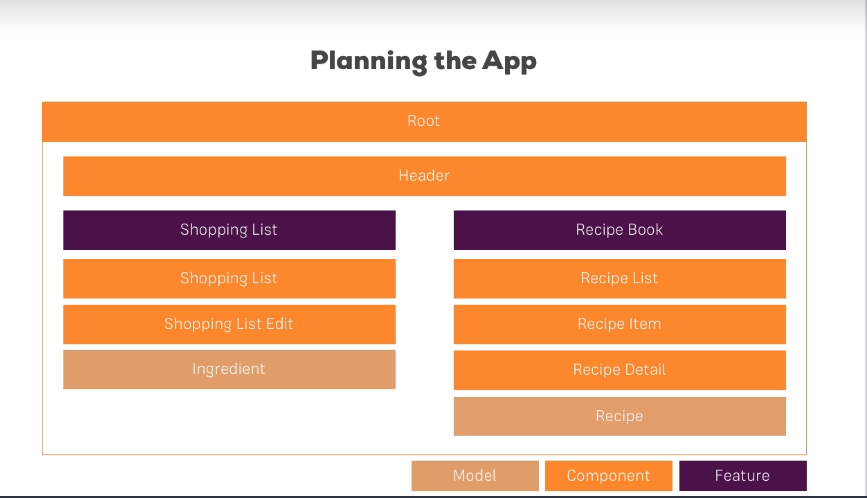 Planning the App
Root
Header
Shopping List
Shopping List
Shopping List Edit
Ingredient
Recipe Book
Recipe List
Recipe Item
Recipe Detail
Recipe
Model
Component
Feature